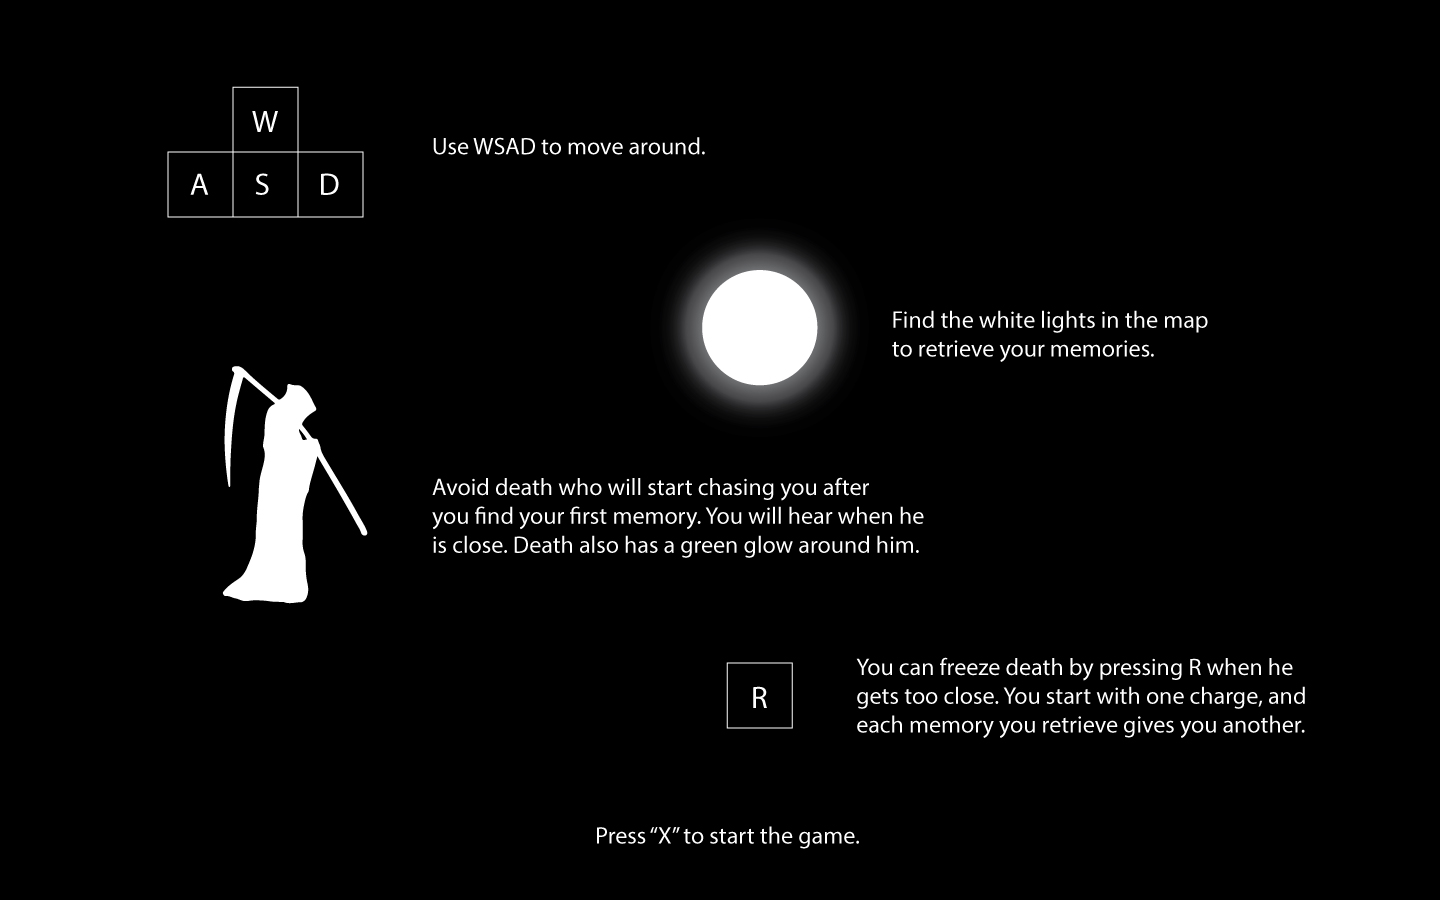 W
A S D
Use WSAD to move around.
Find the white lights in the map
to retrieve your memories.
Avoid death who will start chasing you after
you find your first memory. You will hear when he
is close. Death also has a green glow around him.
R
You can freeze death by pressing R when he
gets too close. You start with one charge, and
each memory you retrieve gives you another.
Press “X” to start the game.